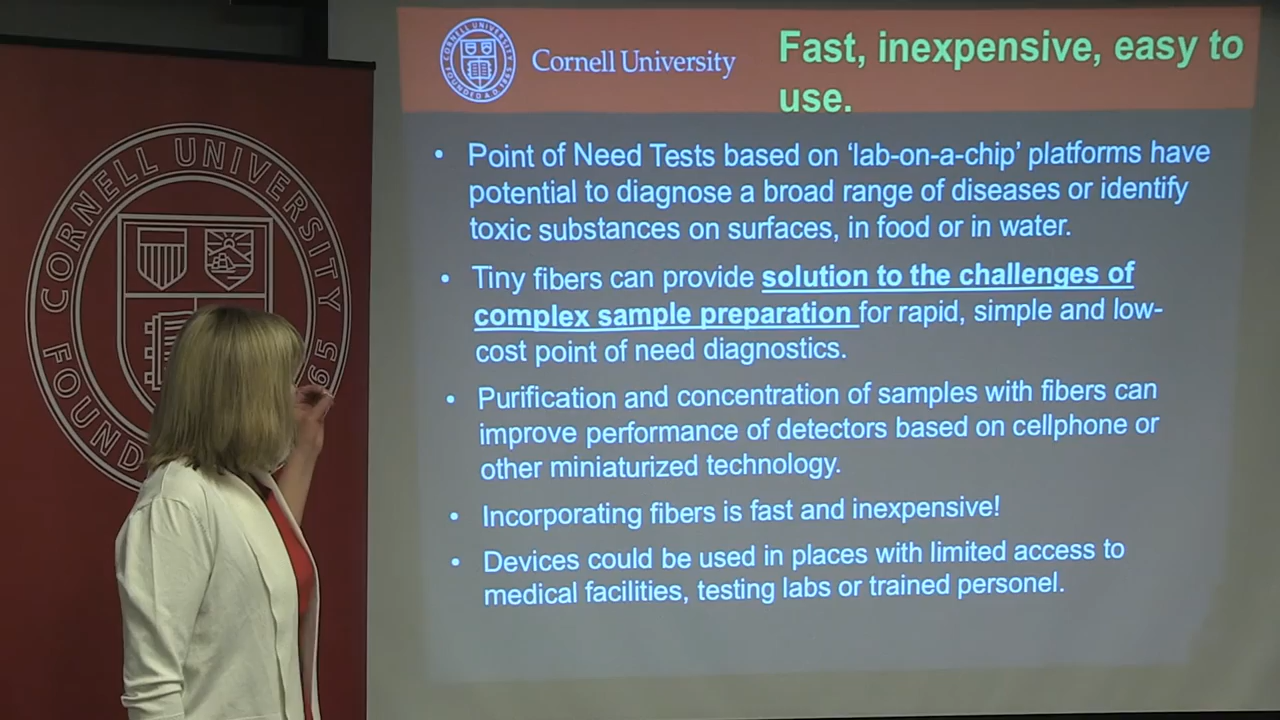 CORNELL UNIVERSITY
FOUND
65
CORNELL UNIVERSITY
FOUNDED A.D. 1865
Cornell University
Fast, inexpensive, easy to
use.
• Point of Need Tests based on ‘lab-on-a-chip’ platforms have
potential to diagnose a broad range of diseases or identify
toxic substances on surfaces, in food or in water.
• Tiny fibers can provide solution to the challenges of
complex sample preparation for rapid, simple and low-
cost point of need diagnostics.
• Purification and concentration of samples with fibers can
improve performance of detectors based on cellphone or
other miniaturized technology.
• Incorporating fibers is fast and inexpensive!
• Devices could be used in places with limited access to
medical facilities, testing labs or trained personel.